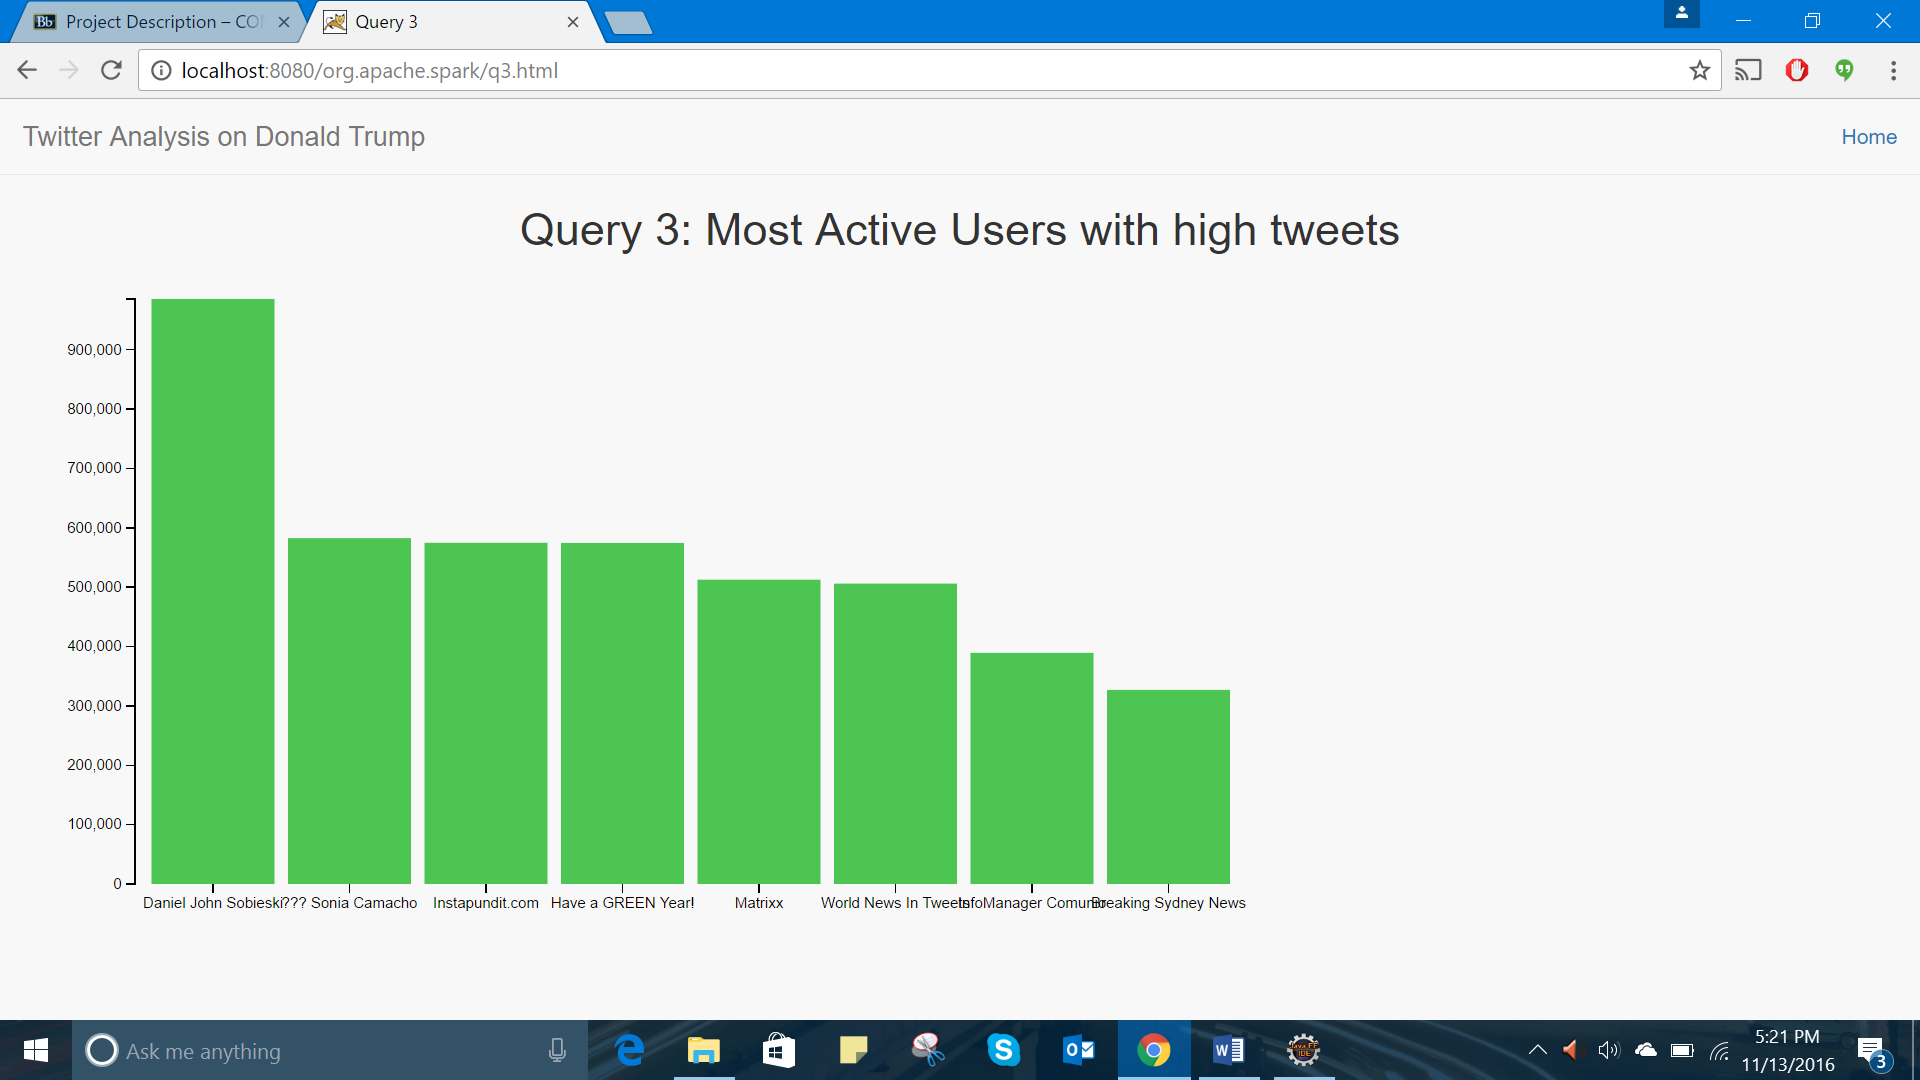 Project Description – CO
Query 3
localhost:8080/org.apache.spark/q3.html
Twitter Analysis on Donald Trump
Home
Query 3: Most Active Users with high tweets
900,000
800,000
700,000
600,000
500,000
400,000
300,000
200,000
100,000
0
Daniel John Sobieski
??? Sonia Camacho
Instapundit.com
Have a GREEN Year!
Matrixx
World News In Tweets
InfoManager Comunic
Breaking Sydney News
Ask me anything
5:21 PM
11/13/2016
3